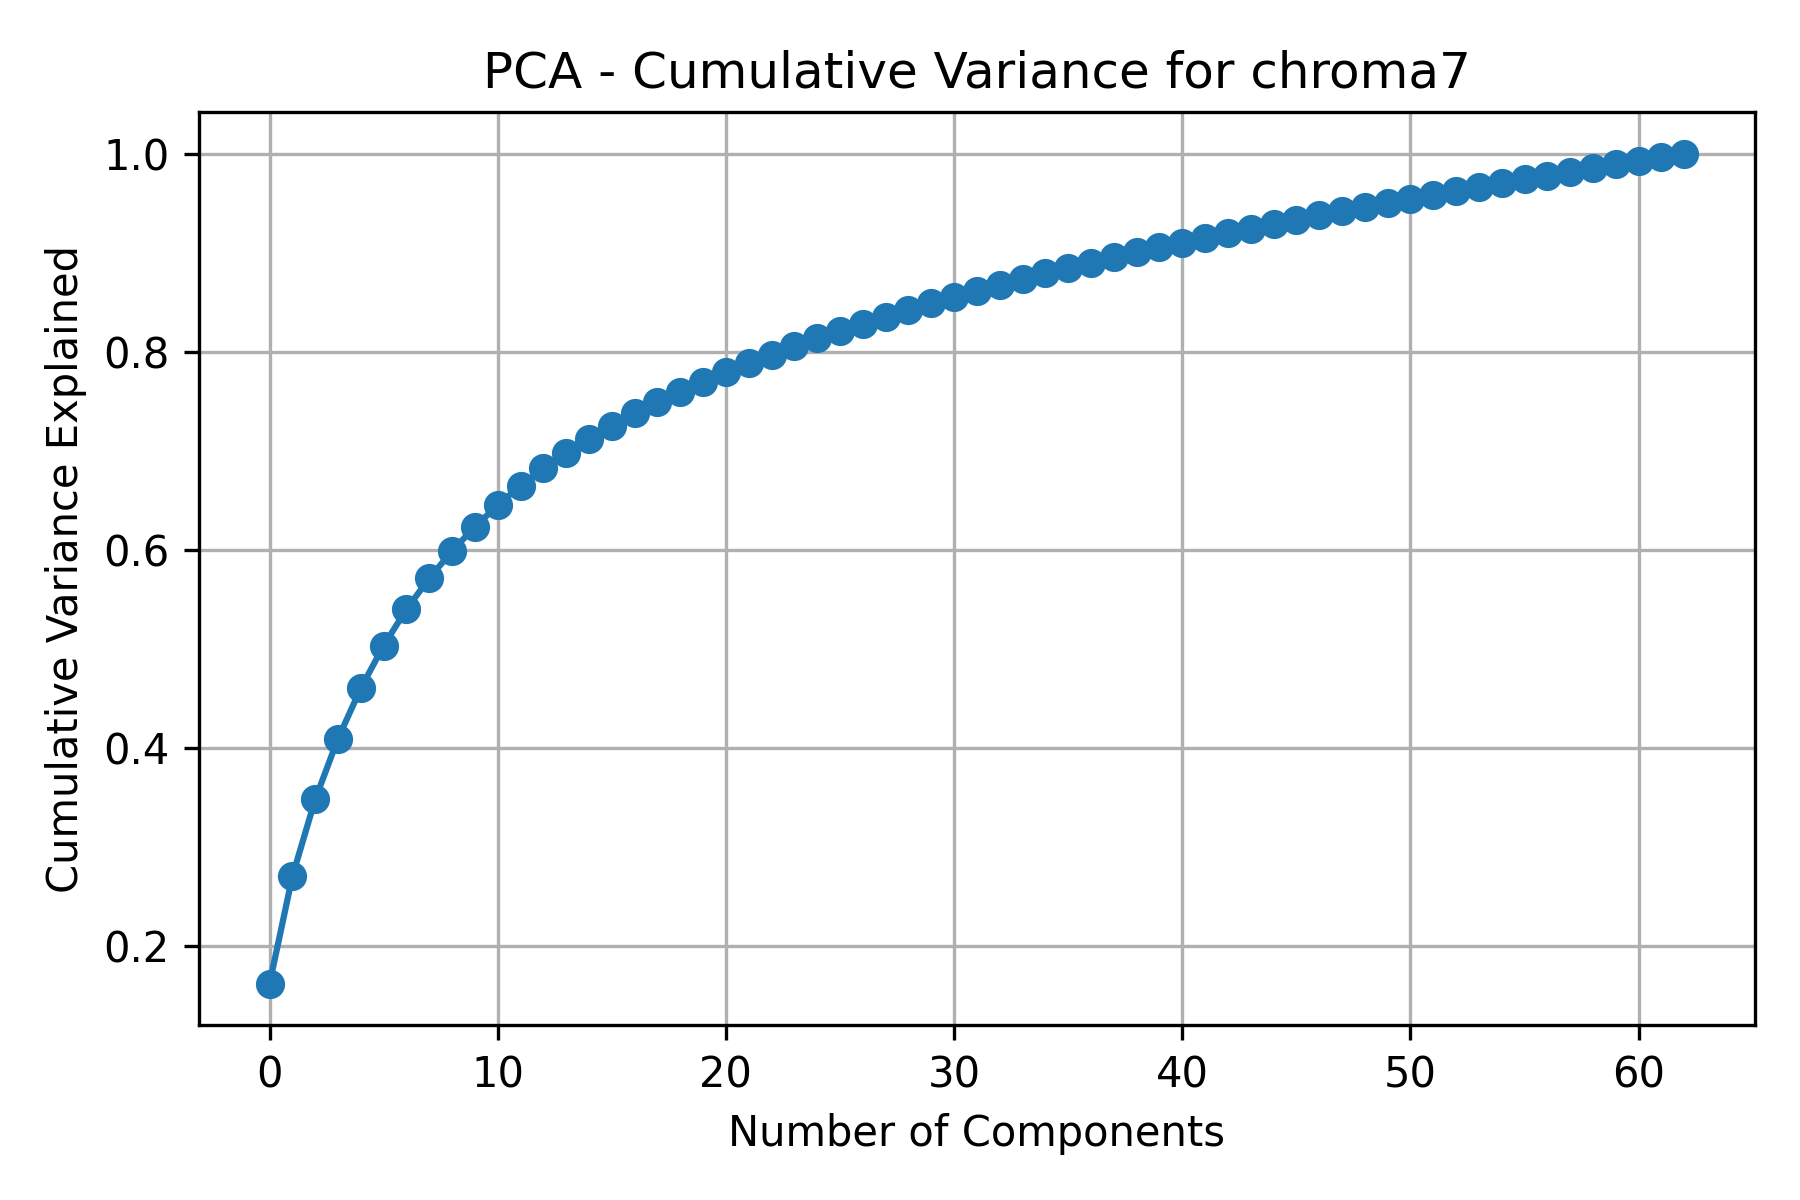 PCA - Cumulative Variance for chroma7
1.0
0.8
0.6
0.4
0.2
Cumulative Variance Explained
0 10 20 30 40 50 60
Number of Components